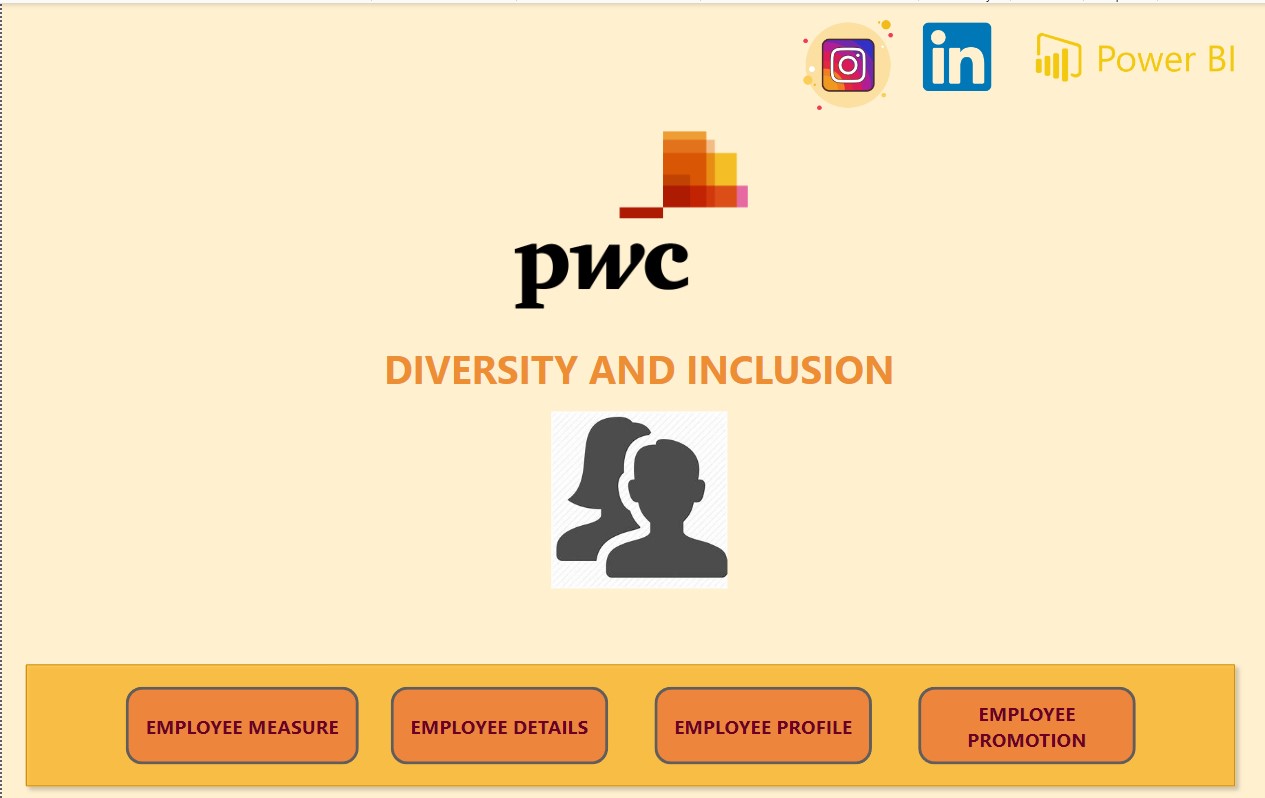 in
Power BI
pwc
DIVERSITY AND INCLUSION
EMPLOYEE MEASURE
EMPLOYEE DETAILS
EMPLOYEE PROFILE
EMPLOYEE
PROMOTION